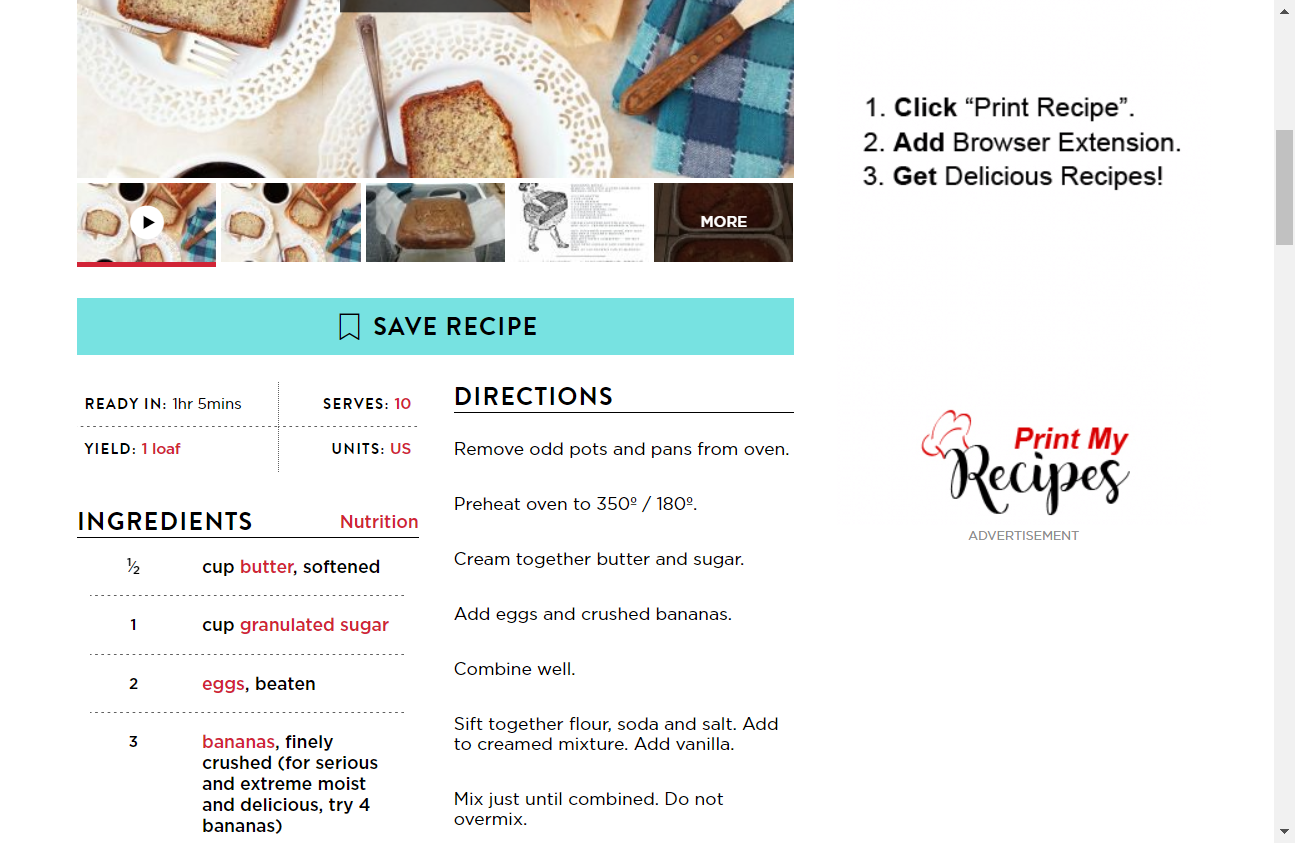 1. Click “Print Recipe”.
2. Add Browser Extension.
3. Get Delicious Recipes!
MORE
SAVE RECIPE
READY IN: 1hr 5mins
SERVES: 10
YIELD: 1 loaf
UNITS: US
INGREDIENTS
Nutrition
½ cup butter, softened
1 cup granulated sugar
2 eggs, beaten
3 bananas, finely
crushed (for serious
and extreme moist
and delicious, try 4
bananas)
DIRECTIONS
Remove odd pots and pans from oven.
Preheat oven to 350º / 180º.
Cream together butter and sugar.
Add eggs and crushed bananas.
Combine well.
Sift together flour, soda and salt. Add
to creamed mixture. Add vanilla.
Mix just until combined. Do not
overmix.
Print My
Recipes
ADVERTISEMENT